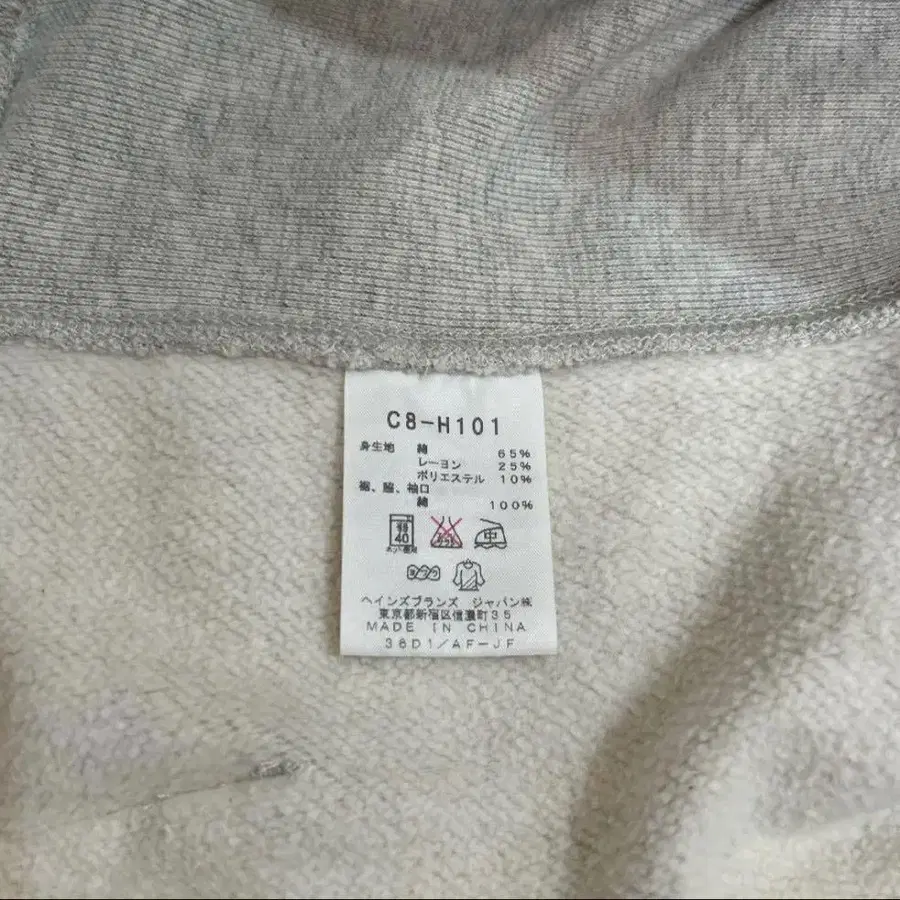 C8-H101
身生地 綿 65%
レーヨン 25%
ポリエステル 10%
裾、脇、袖口
綿 100%
40 中
ヨワク
ヘインズブランズ ジャパン㈱
東京都新宿区信濃町35
MADE IN CHINA
36D1/AF-JF